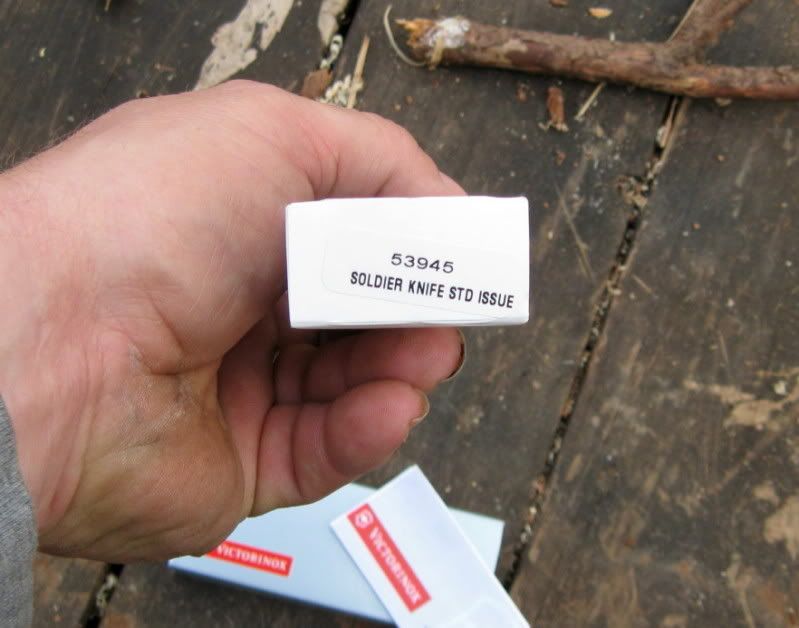 53945
SOLDIER KNIFE STD ISSUE
VICTORINOX
VICTORINOX